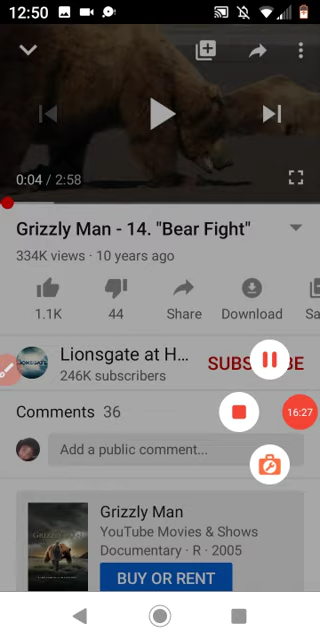 12:50
0:04 / 2:58
Grizzly Man - 14. "Bear Fight"
334K views · 10 years ago
1.1K
44
Share
Download
Sa
Lionsgate at H...
SUBS BE
246K subscribers
Comments 36
16:27
Add a public comment...
Grizzly Man
YouTube Movies & Shows
Documentary · R · 2005
BUY OR RENT